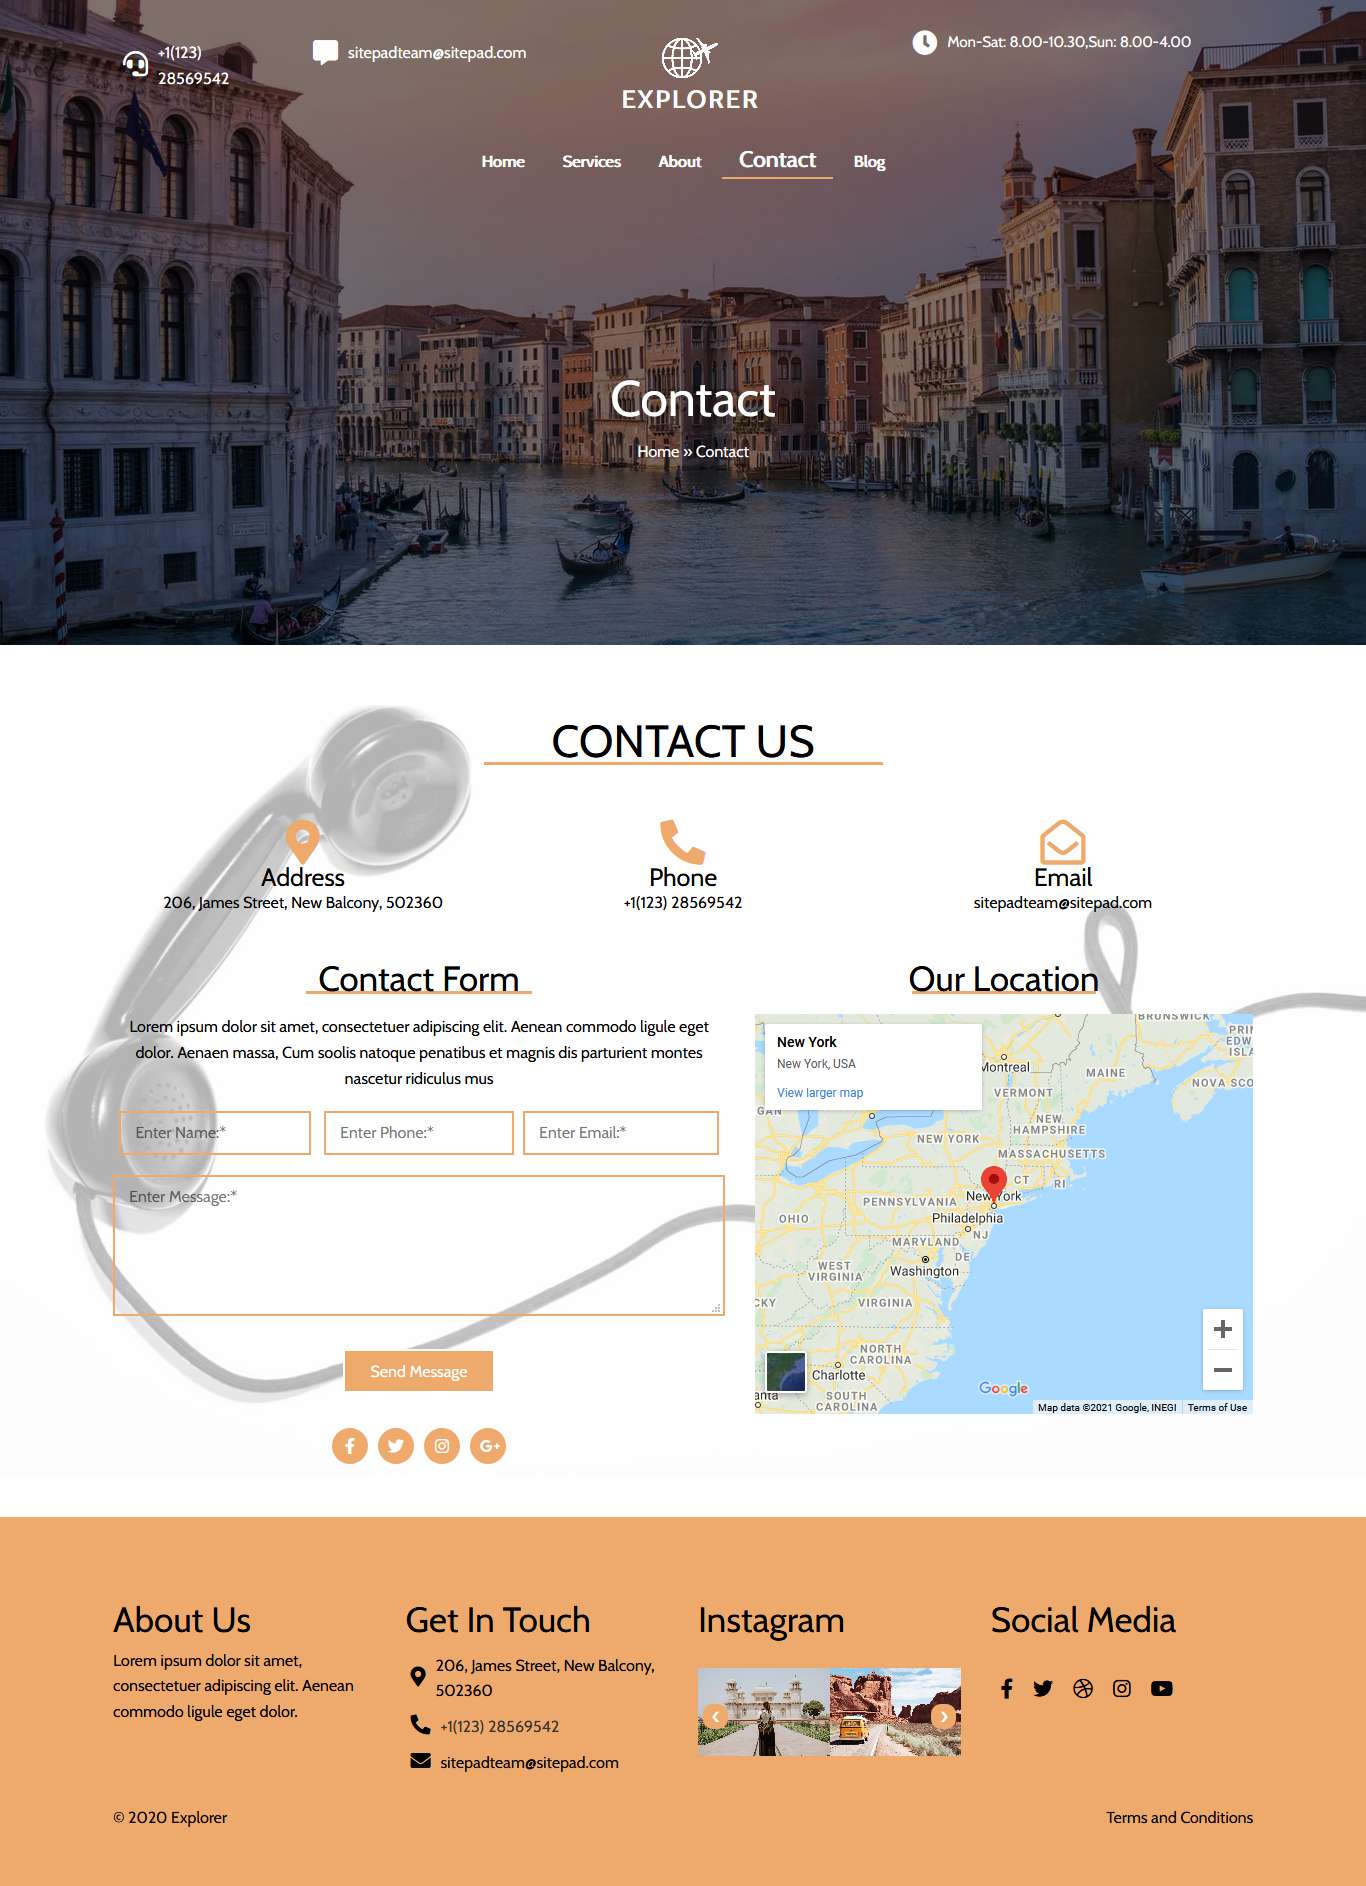 +1(123)
28569542
sitepadteam@sitepad.com
EXPLORER
Mon-Sat: 8.00-10.30,Sun: 8.00-4.00
Home Services About Contact Blog
Contact
Home » Contact
CONTACT US
Address
206, James Street, New Balcony, 502360
Phone
+1(123) 28569542
Email
sitepadteam@sitepad.com
Contact Form
Lorem ipsum dolor sit amet, consectetuer adipiscing elit. Aenean commodo ligule eget
dolor. Aenaen massa, Cum soolis natoque penatibus et magnis dis parturient montes
nascetur ridiculus mus
Enter Name:* Enter Phone:* Enter Email:*
Enter Message:*
Send Message
Our Location
New York
New York, USA
View larger map
BRUNSWICK
PRIN
EDW
ISLA
Montreal
MAINE
NOVA SCO
VERMONT
GAN
NEW
HAMPSHIRE
NEW YORK
MASSACHUSETTS
CT RI
PENNSYLVANIA
New York
OHIO
Philadelphia
NJ
MARYLAND
DE
WEST
VIRGINIA
Washington
CKY
VIRGINIA
NORTH
CAROLINA
Charlotte
anta
SOUTH
CAROLINA
Google
Map data ©2021 Google, INEGI Terms of Use
About Us
Lorem ipsum dolor sit amet,
consectetuer adipiscing elit. Aenean
commodo ligule eget dolor.
Get In Touch
206, James Street, New Balcony,
502360
+1(123) 28569542
sitepadteam@sitepad.com
Instagram
Social Media
© 2020 Explorer
Terms and Conditions